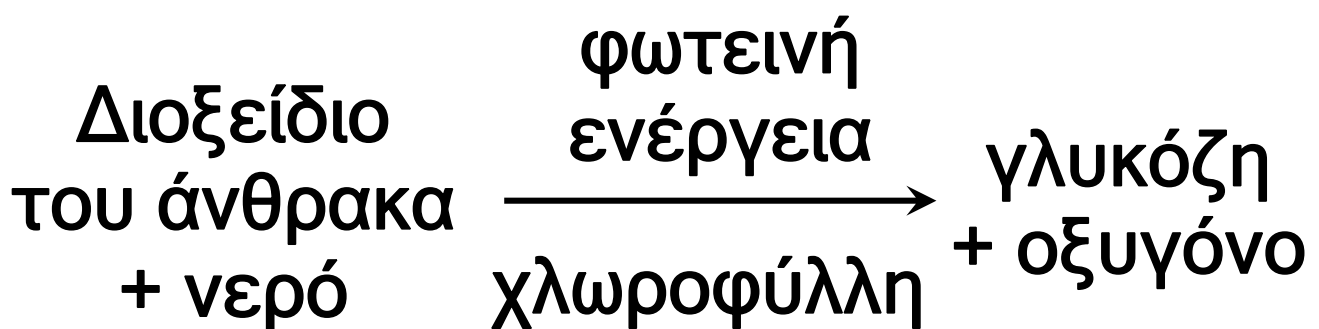 Διοξείδιο
του άνθρακα
+ νερό
φωτεινή
ενέργεια
χλωροφύλλη
γλυκόζη
+ οξυγόνο